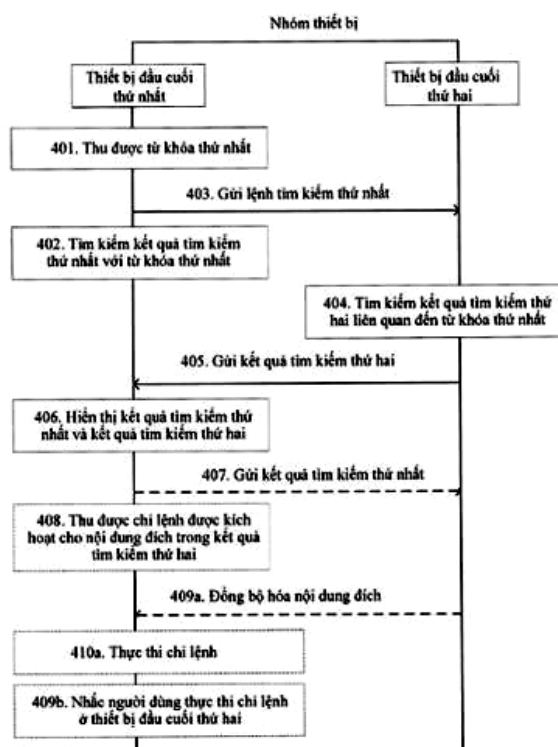 Nhóm thiết bị
Thiết bị đầu cuối
thứ nhất
Thiết bị đầu cuối
thứ hai
401. Thu được từ khóa thứ nhất
403. Gửi lệnh tìm kiếm thứ nhất
402. Tìm kiếm kết quả tìm kiếm
thứ nhất với từ khóa thứ nhất
404. Tìm kiếm kết quả tìm kiếm thứ
hai liên quan đến từ khóa thứ nhất
405. Gửi kết quả tìm kiếm thứ hai
406. Hiển thị kết quả tìm kiếm thứ
nhất và kết quả tìm kiếm thứ hai
407. Gửi kết quả tìm kiếm thứ nhất
408. Thu được chỉ lệnh được kích
hoạt cho nội dung đích trong kết quả
tìm kiếm thứ hai
409a. Đồng bộ hóa nội dung đích
410a. Thực thi chỉ lệnh
409b. Nhắc người dùng thực thi chỉ lệnh
ở thiết bị đầu cuối thứ hai